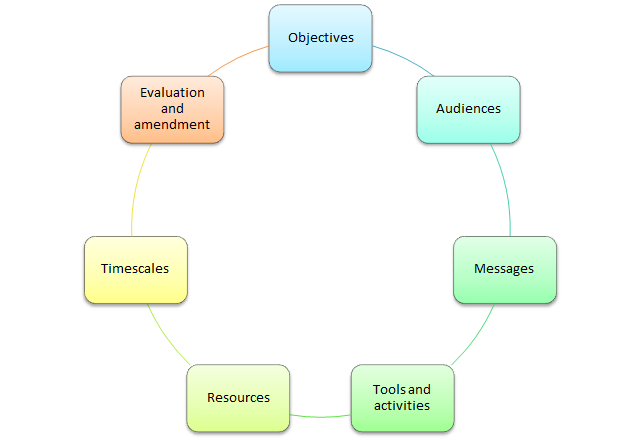 Objectives
Audiences
Messages
Tools and
activities
Resources
Timescales
Evaluation
and
amendment